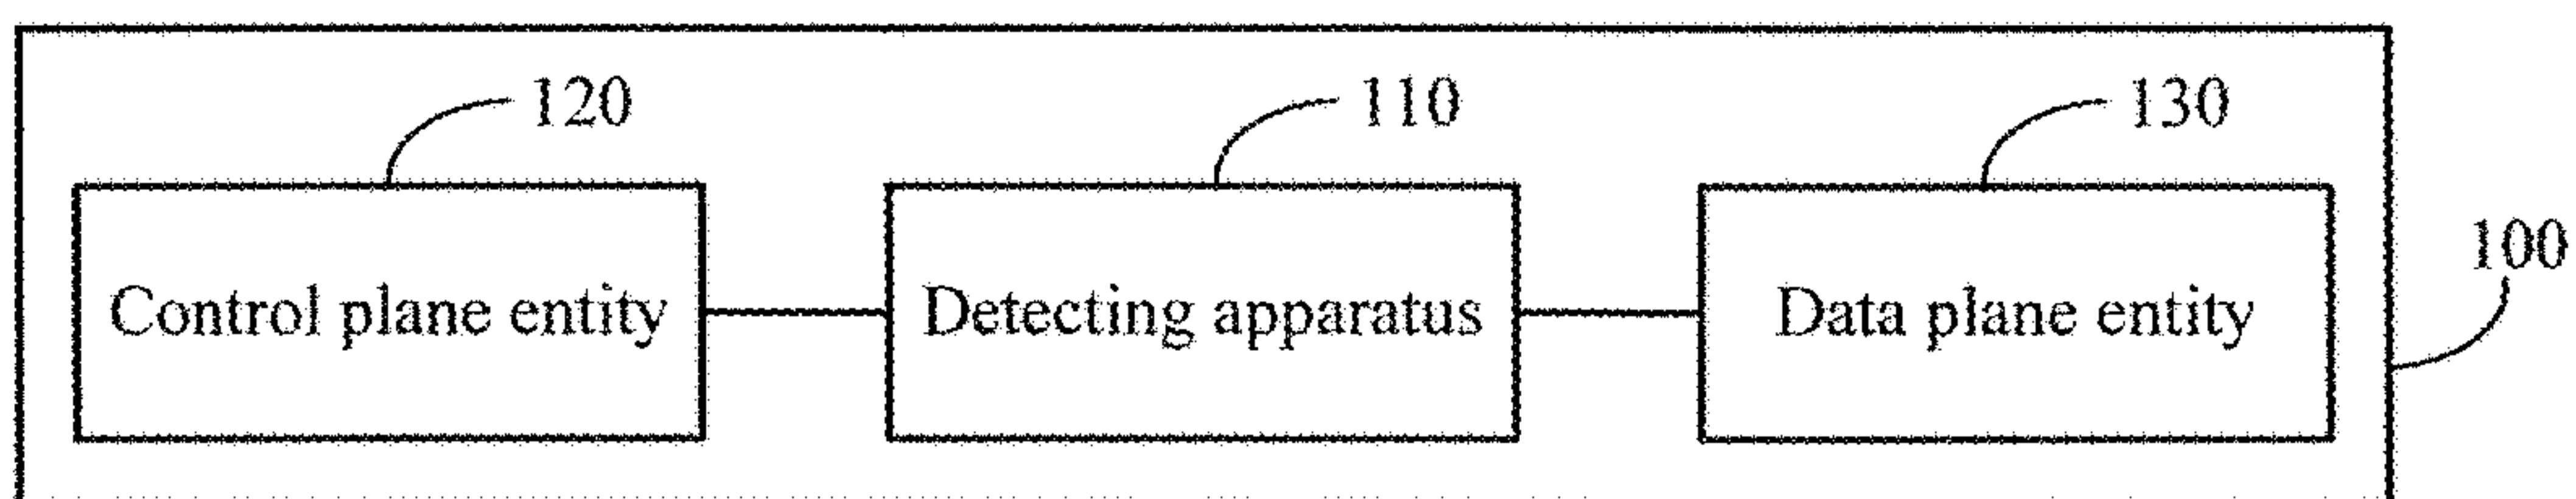 120 110 130
100
Control plane entity Detecting apparatus Data plane entity